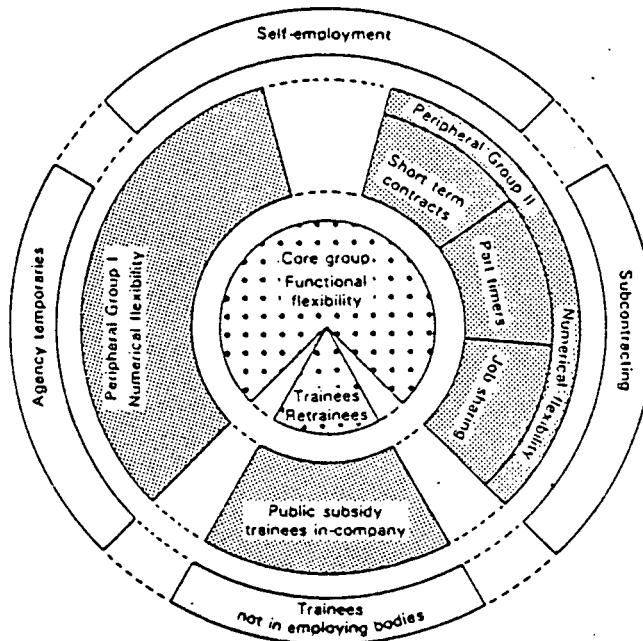 Self-employment
Peripheral Group II
Short term
contracts
Part timers
Job sharing
Numerical flexibility
Subcontracting
Agency temporaries
Peripheral Group I
Numerical flexibility
Core group
Functional
flexibility
Trainees
Retrainees
Public subsidy
trainees in-company
Trainees
not in employing bodies